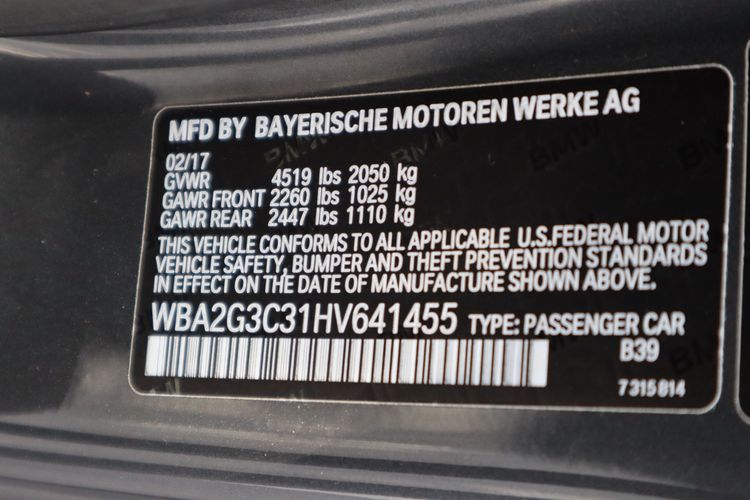 MFD BY BAYERISCHE MOTOREN WERKE AG
02/17
GVWR 4519 lbs 2050 kg
GAWR FRONT 2260 lbs 1025 kg
GAWR REAR 2447 lbs 1110 kg
THIS VEHICLE CONFORMS TO ALL APPLICABLE U.S.FEDERAL MOTOR
VEHICLE SAFETY, BUMPER AND THEFT PREVENTION STANDARDS
IN EFFECT ON THE DATE OF MANUFACTURE SHOWN ABOVE.
WBA2G3C31HV641455 TYPE: PASSENGER CAR
B39
7 315 814